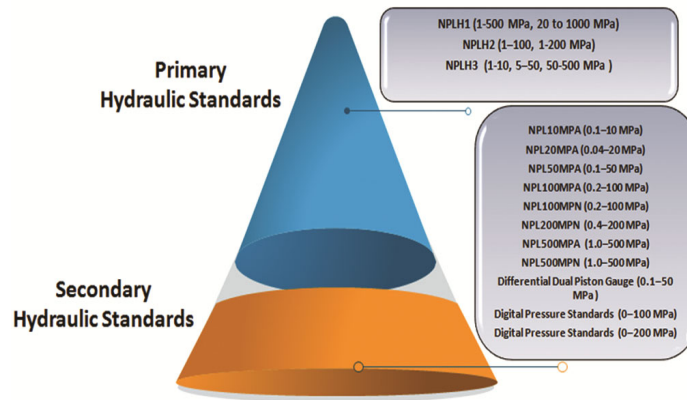 Primary
Hydraulic Standards
NPLH1 (1-500 MPa, 20 to 1000 MPa)
NPLH2 (1–100, 1-200 MPa)
NPLH3 (1-10, 5–50, 50-500 MPa )
Secondary
Hydraulic Standards
NPL10MPA (0.1–10 MPa)
NPL20MPA (0.04–20 MPa)
NPL50MPA (0.1–50 MPa)
NPL100MPA (0.2–100 MPa)
NPL100MPN (0.2–100 MPa)
NPL200MPN (0.4–200 MPa)
NPL500MPA (1.0–500 MPa)
NPL500MPN (1.0–500 MPa)
Differential Dual Piston Gauge (0.1–50
MPa )
Digital Pressure Standards (0–100 MPa)
Digital Pressure Standards (0–200 MPa)